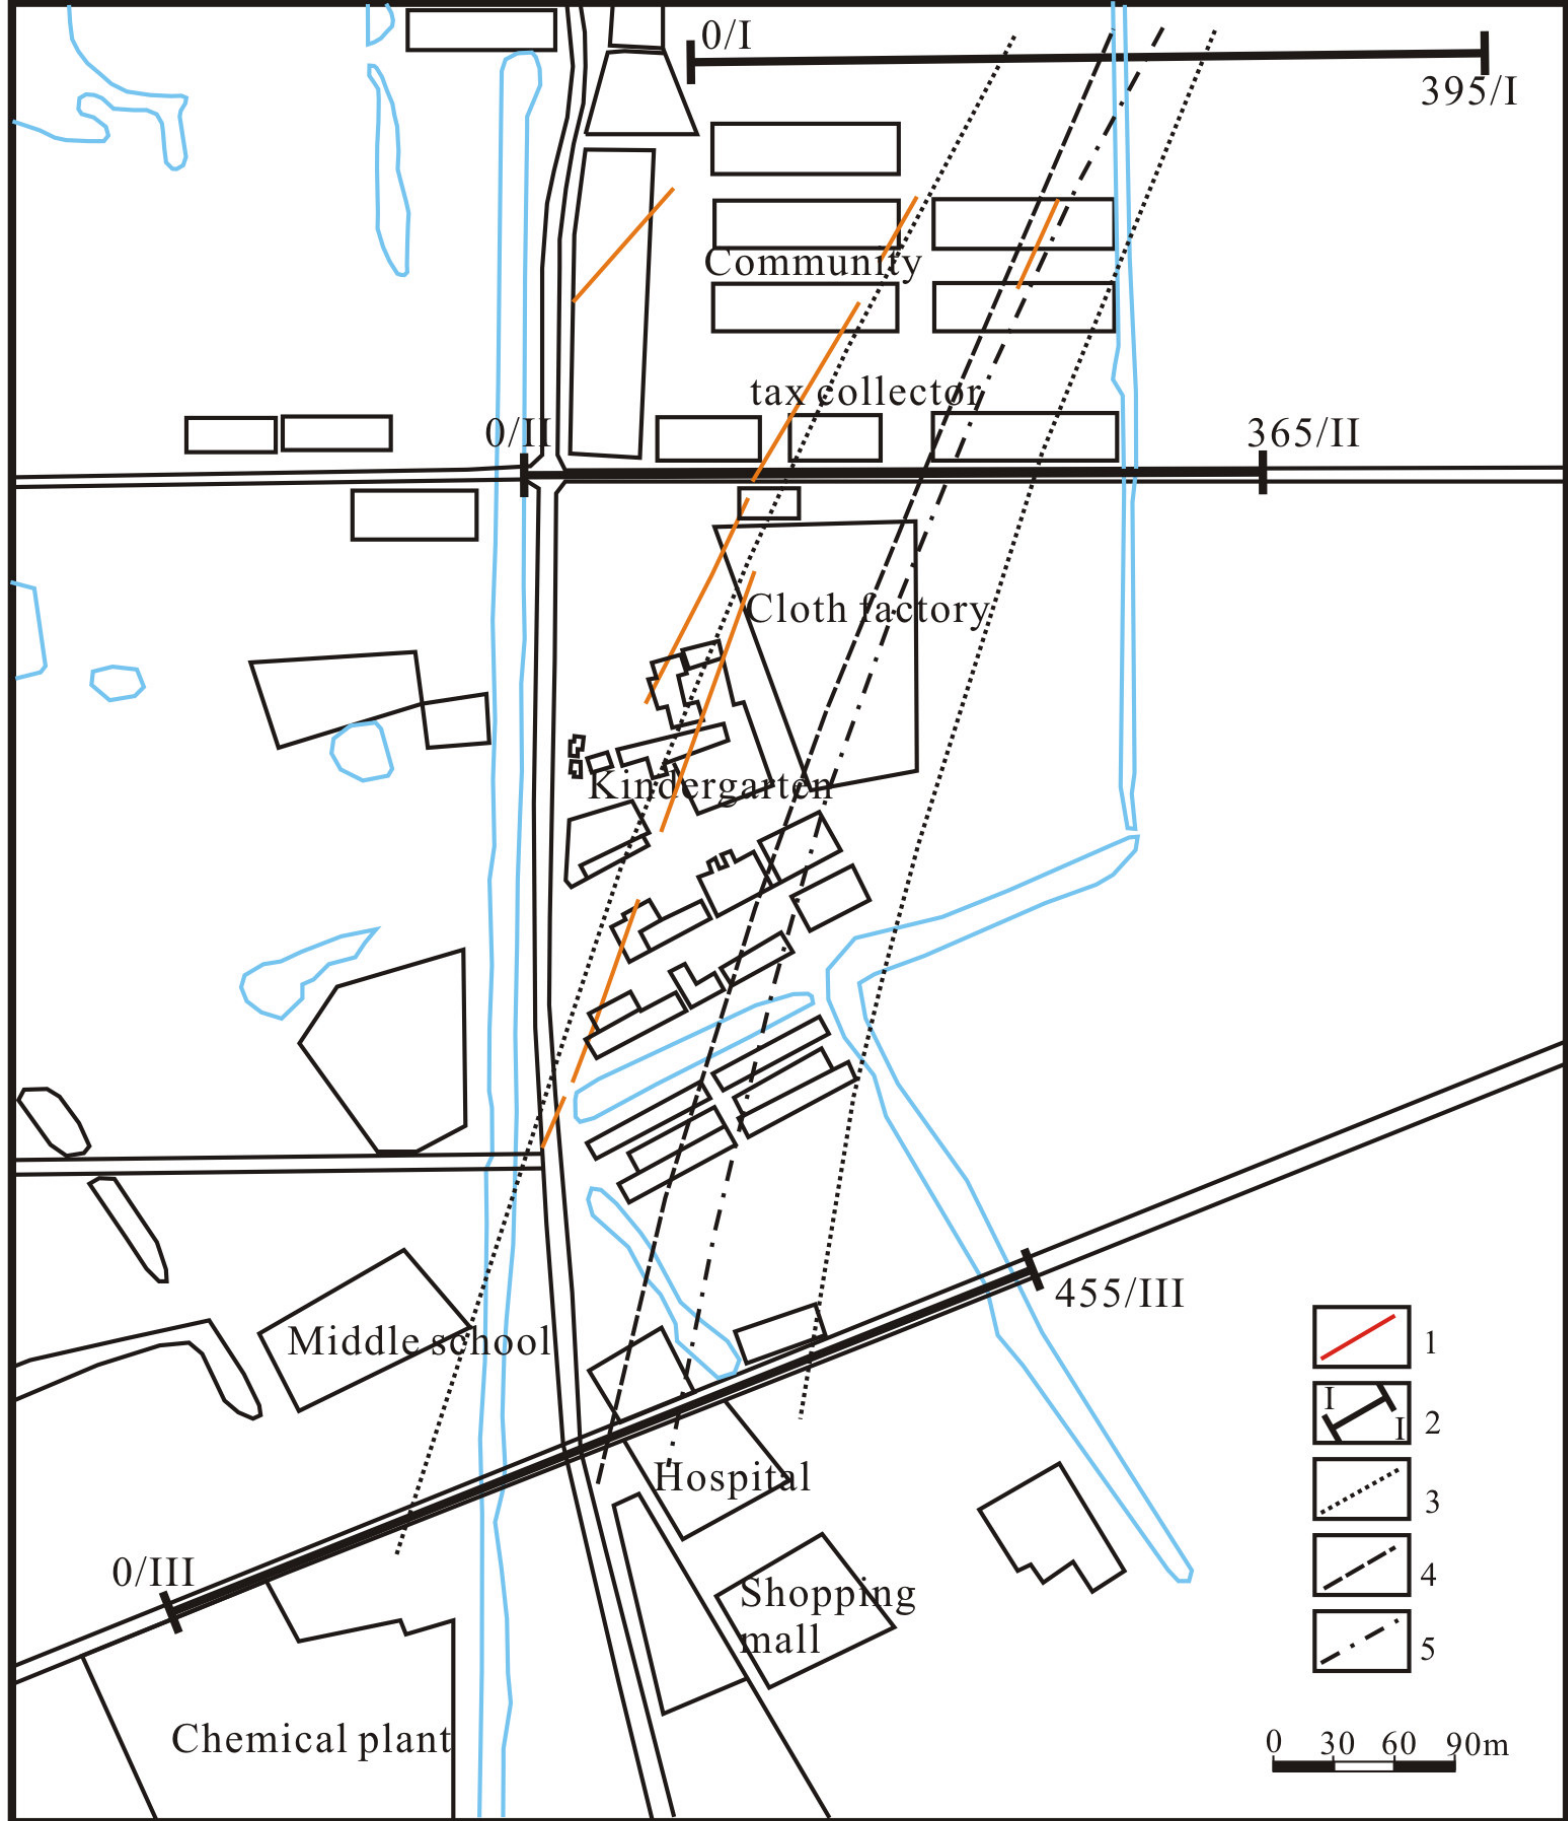 0/I
395/I
Community
tax collector
0/II
365/II
Cloth factory
Kindergarten
455/III
Middle school
Hospital
0/III
Shopping
mall
Chemical plant
1
I
I
2
3
4
5
0 30 60 90m